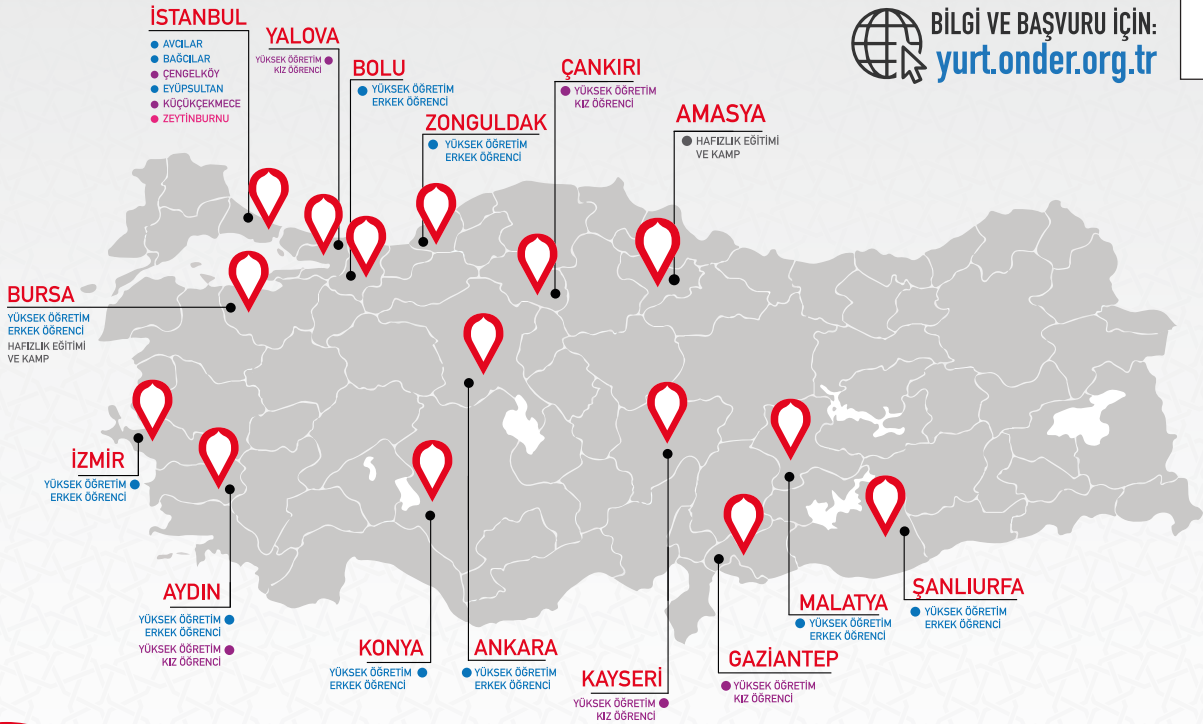 İSTANBUL
AVCILAR
BAĞCILAR
ÇENGELKÖY
EYÜPSULTAN
KÜÇÜKÇEKMECE
ZEYTİNBURNU
YALOVA
YÜKSEK ÖĞRETİM
KIZ ÖĞRENCİ
BOLU
YÜKSEK ÖĞRETİM
ERKEK ÖĞRENCİ
ZONGULDAK
YÜKSEK ÖĞRETİM
ERKEK ÖĞRENCİ
ÇANKIRI
YÜKSEK ÖĞRETİM
KIZ ÖĞRENCİ
AMASYA
HAFIZLIK EĞİTİMİ
VE KAMP
BİLGİ VE BAŞVURU İÇİN:
yurt.onder.org.tr
BURSA
YÜKSEK ÖĞRETİM
ERKEK ÖĞRENCİ
HAFIZLIK EĞİTİMİ
VE KAMP
İZMİR
YÜKSEK ÖĞRETİM
ERKEK ÖĞRENCİ
AYDIN
YÜKSEK ÖĞRETİM
ERKEK ÖĞRENCİ
YÜKSEK ÖĞRETİM
KIZ ÖĞRENCİ
KONYA
YÜKSEK ÖĞRETİM
ERKEK ÖĞRENCİ
ANKARA
YÜKSEK ÖĞRETİM
ERKEK ÖĞRENCİ
KAYSERİ
YÜKSEK ÖĞRETİM
KIZ ÖĞRENCİ
GAZİANTEP
YÜKSEK ÖĞRETİM
KIZ ÖĞRENCİ
MALATYA
YÜKSEK ÖĞRETİM
ERKEK ÖĞRENCİ
ŞANLIURFA
YÜKSEK ÖĞRETİM
ERKEK ÖĞRENCİ